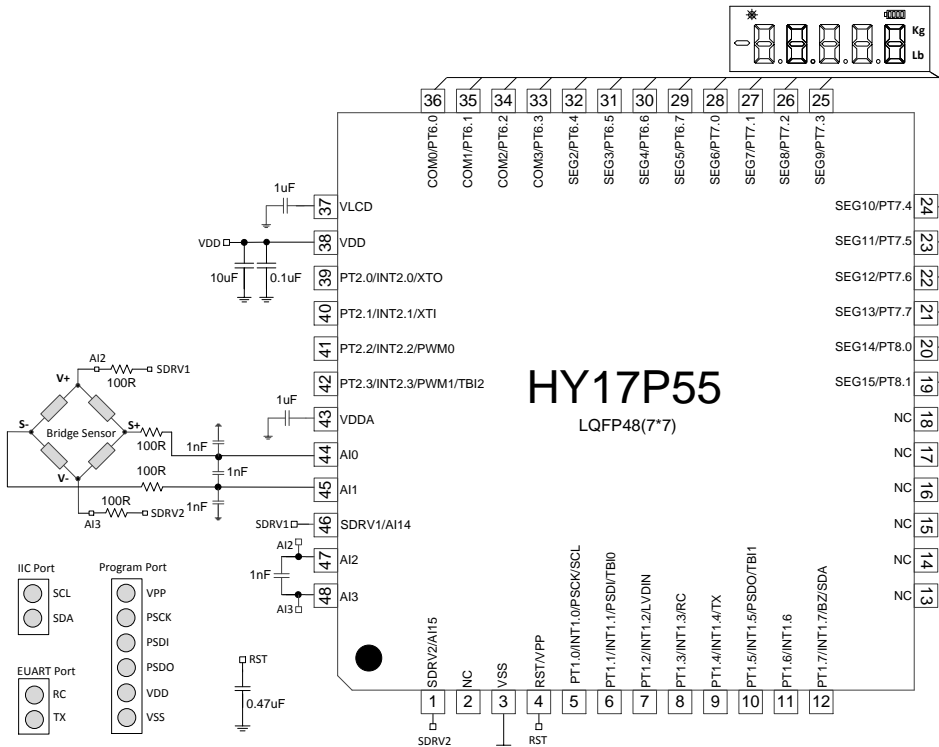 Kg
Lb
36 35 34 33 32 31 30 29 28 27 26 25
COM0/PT6.0
COM1/PT6.1
COM2/PT6.2
COM3/PT6.3
SEG2/PT6.4
SEG3/PT6.5
SEG4/PT6.6
SEG5/PT6.7
SEG6/PT7.0
SEG7/PT7.1
SEG8/PT7.2
SEG9/PT7.3
1uF
37 VLCD
VDD
38 VDD
10uF
0.1uF
39 PT2.0/INT2.0/XTO
40 PT2.1/INT2.1/XTI
41 PT2.2/INT2.2/PWM0
42 PT2.3/INT2.3/PWM1/TBI2
1uF
43 VDDA
44 AI0
45 AI1
SDRV1
46 SDRV1/AI14
AI2
47 AI2
1nF
48 AI3
AI3
SEG10/PT7.4 24
SEG11/PT7.5 23
SEG12/PT7.6 22
SEG13/PT7.7 21
SEG14/PT8.0 20
SEG15/PT8.1 19
NC 18
NC 17
NC 16
NC 15
NC 14
NC 13
HY17P55
LQFP48(7*7)
AI2
SDRV1
100R
V+
S-
Bridge Sensor
S+
100R
1nF
1nF
100R
1nF
V-
100R
AI3
SDRV2
IIC Port
SCL
SDA
EUART Port
RC
TX
Program Port
VPP
PSCK
PSDI
PSDO
VDD
VSS
RST
0.47uF
SDRV2/AI15
NC
VSS
RST/VPP
PT1.0/INT1.0/PSCK/SCL
PT1.1/INT1.1/PSDI/TBI0
PT1.2/INT1.2/LVDIN
PT1.3/INT1.3/RC
PT1.4/INT1.4/TX
PT1.5/INT1.5/PSDO/TBI1
PT1.6/INT1.6
PT1.7/INT1.7/BZ/SDA
1 2 3 4 5 6 7 8 9 10 11 12
SDRV2
RST